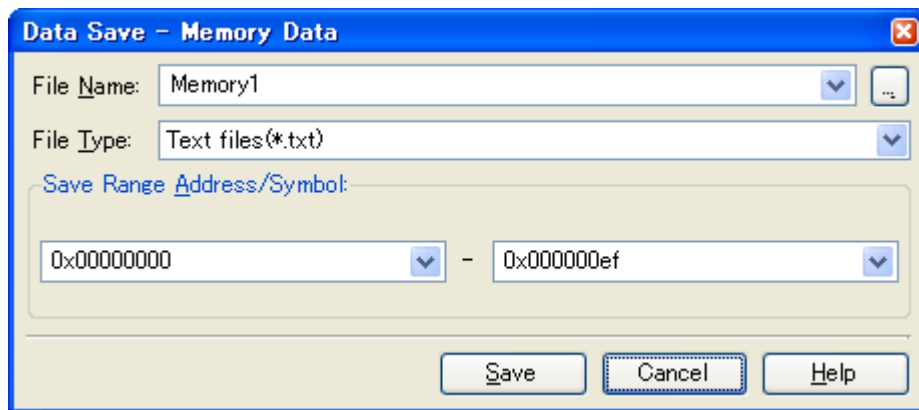 Data Save - Memory Data
File Name: Memory1 ...
File Type: Text files(*.txt)
Save Range Address/Symbol:
0x00000000 - 0x000000ef
Save Cancel Help